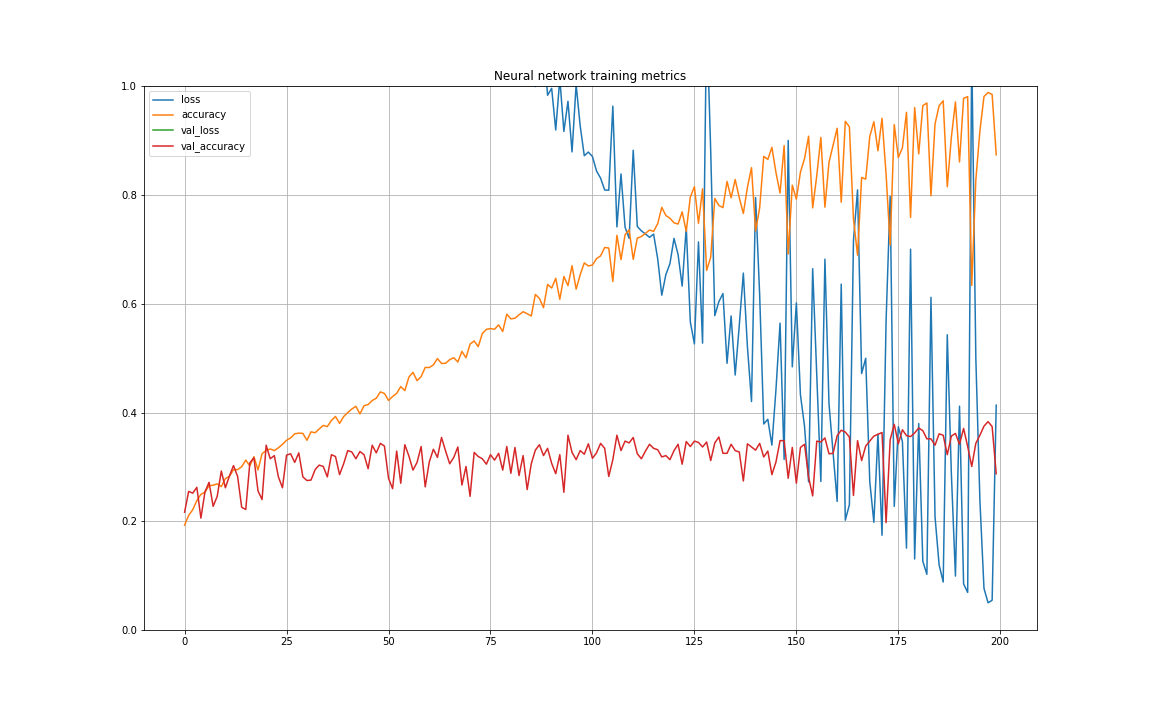 Neural network training metrics
1.0
loss
accuracy
val_loss
val_accuracy
0.8
0.6
0.4
0.2
0.0
0 25 50 75 100 125 150 175 200